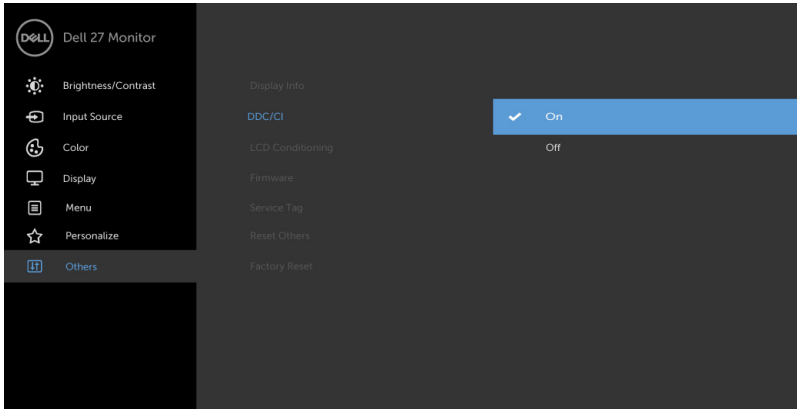 DELL Dell 27 Monitor
Brightness/Contrast
Input Source
Color
Display
Menu
Personalize
Others
Display Info
DDC/CI
LCD Conditioning
Firmware
Service Tag
Reset Others
Factory Reset
On
Off